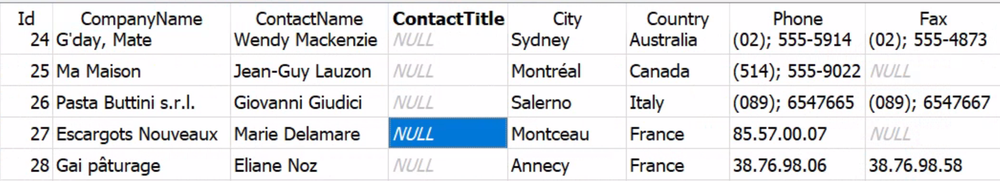 Id CompanyName ContactName ContactTitle City Country Phone Fax
24 G'day, Mate Wendy Mackenzie NULL Sydney Australia (02); 555-5914 (02); 555-4873
25 Ma Maison Jean-Guy Lauzon NULL Montréal Canada (514); 555-9022 NULL
26 Pasta Buttini s.r.l. Giovanni Giudici NULL Salerno Italy (089); 6547665 (089); 6547667
27 Escargots Nouveaux Marie Delamare NULL Montceau France 85.57.00.07 NULL
28 Gai pâturage Eliane Noz NULL Annecy France 38.76.98.06 38.76.98.58